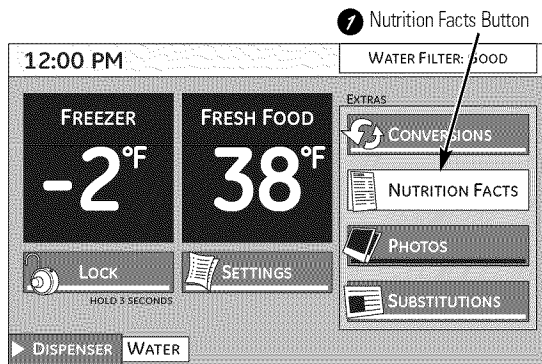 1 Nutrition Facts Button
12:00 PM
WATER FILTER: GOOD
EXTRAS
FREEZER
-2°F
FRESH FOOD
38°F
CONVERSIONS
NUTRITION FACTS
PHOTOS
SUBSTITUTIONS
LOCK
HOLD 3 SECONDS
SETTINGS
DISPENSER
WATER